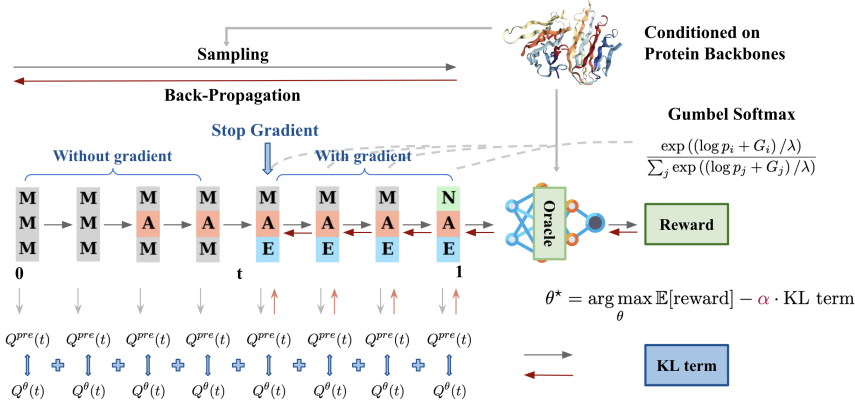 Conditioned on
Protein Backbones
Sampling
Back-Propagation
Gumbel Softmax
exp ((log p_i + G_i) /λ)
∑_j exp ((log p_j + G_j) /λ)
Stop Gradient
Without gradient
With gradient
M M M M M M M N
M M A A A A A A
M M M M E E E E
Oracle
Reward
0 t 1
θ* = arg max_θ 𝔼[reward] − α · KL term
Q^pre(t) Q^pre(t) Q^pre(t) Q^pre(t) Q^pre(t) Q^pre(t) Q^pre(t) Q^pre(t)
KL term
Q^θ(t) Q^θ(t) Q^θ(t) Q^θ(t) Q^θ(t) Q^θ(t) Q^θ(t) Q^θ(t)